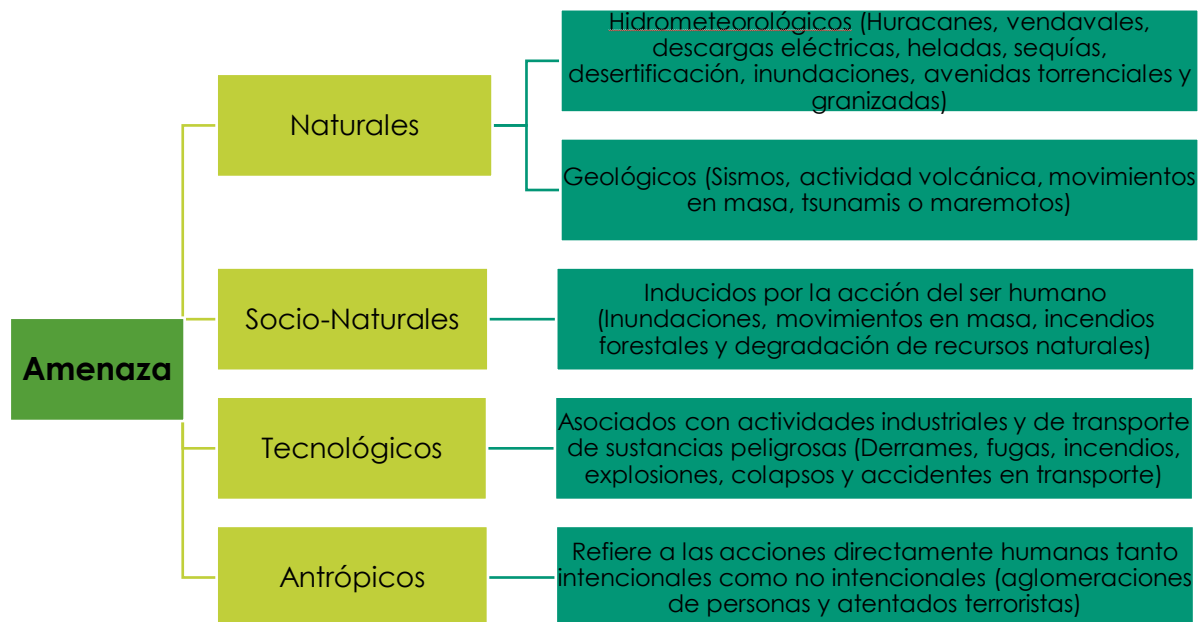 Amenaza
Naturales
Hidrometeorológicos (Huracanes, vendavales,
descargas eléctricas, heladas, sequías,
desertificación, inundaciones, avenidas torrenciales y
granizadas)
Geológicos (Sismos, actividad volcánica, movimientos
en masa, tsunamis o maremotos)
Socio-Naturales
Inducidos por la acción del ser humano
(Inundaciones, movimientos en masa, incendios
forestales y degradación de recursos naturales)
Tecnológicos
Asociados con actividades industriales y de transporte
de sustancias peligrosas (Derrames, fugas, incendios,
explosiones, colapsos y accidentes en transporte)
Antrópicos
Refiere a las acciones directamente humanas tanto
intencionales como no intencionales (aglomeraciones
de personas y atentados terroristas)